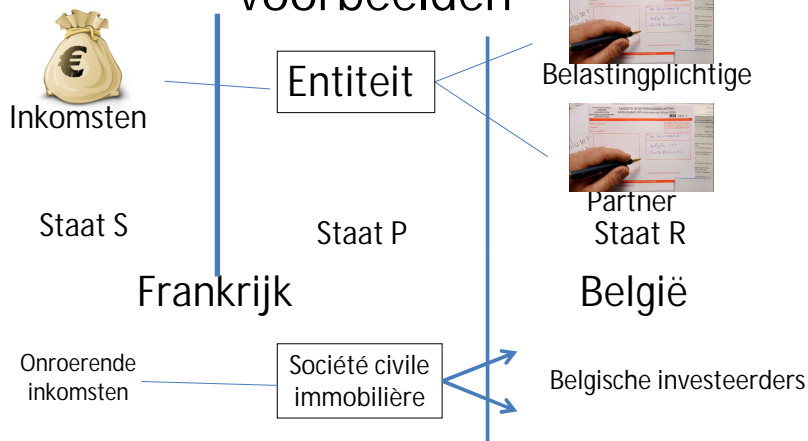 voorbeelden
€
Inkomsten
Entiteit
Belastingplichtige
Partner
Staat S
Staat P
Staat R
Frankrijk
België
Onroerende
inkomsten
Société civile
immobilière
Belgische investeerders